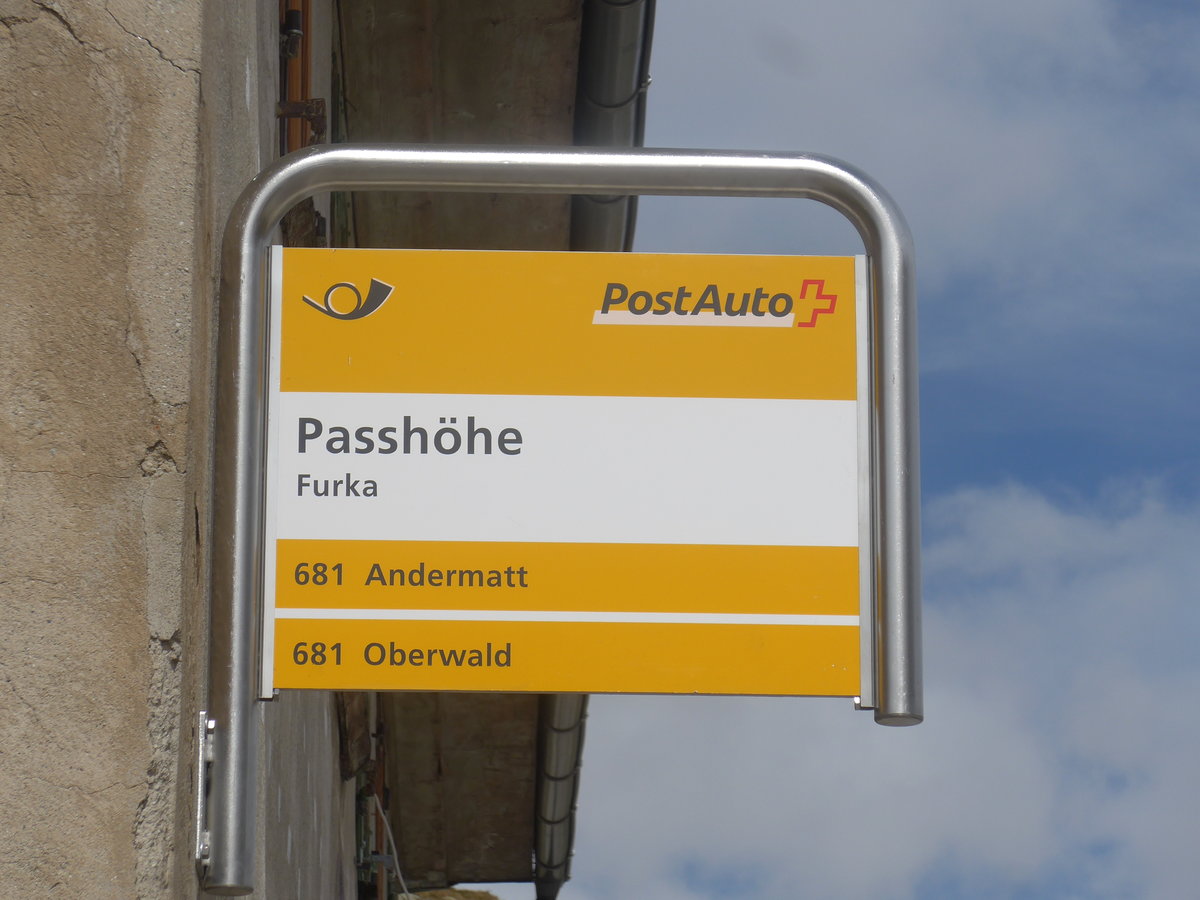 PostAuto
Passhöhe
Furka
681 Andermatt
681 Oberwald